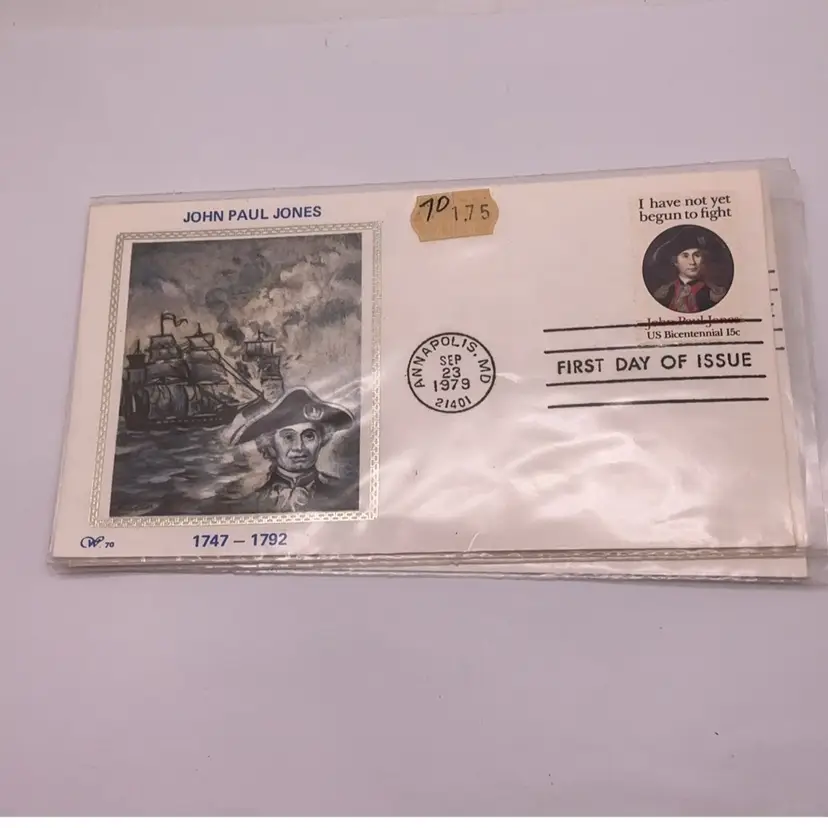 JOHN PAUL JONES
70 1.75
I have not yet
begun to fight
John Paul Jones
US Bicentennial 15c
ANNAPOLIS, MD
SEP
23
1979
21401
FIRST DAY OF ISSUE
70
1747 – 1792